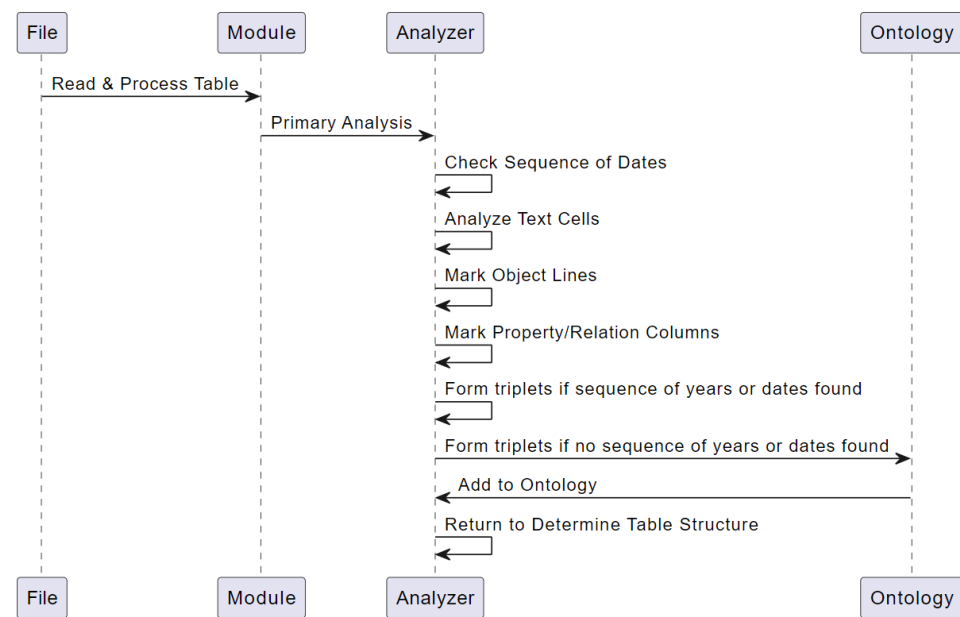 File Module Analyzer Ontology
Read & Process Table
Primary Analysis
Check Sequence of Dates
Analyze Text Cells
Mark Object Lines
Mark Property/Relation Columns
Form triplets if sequence of years or dates found
Form triplets if no sequence of years or dates found
Add to Ontology
Return to Determine Table Structure
File Module Analyzer Ontology